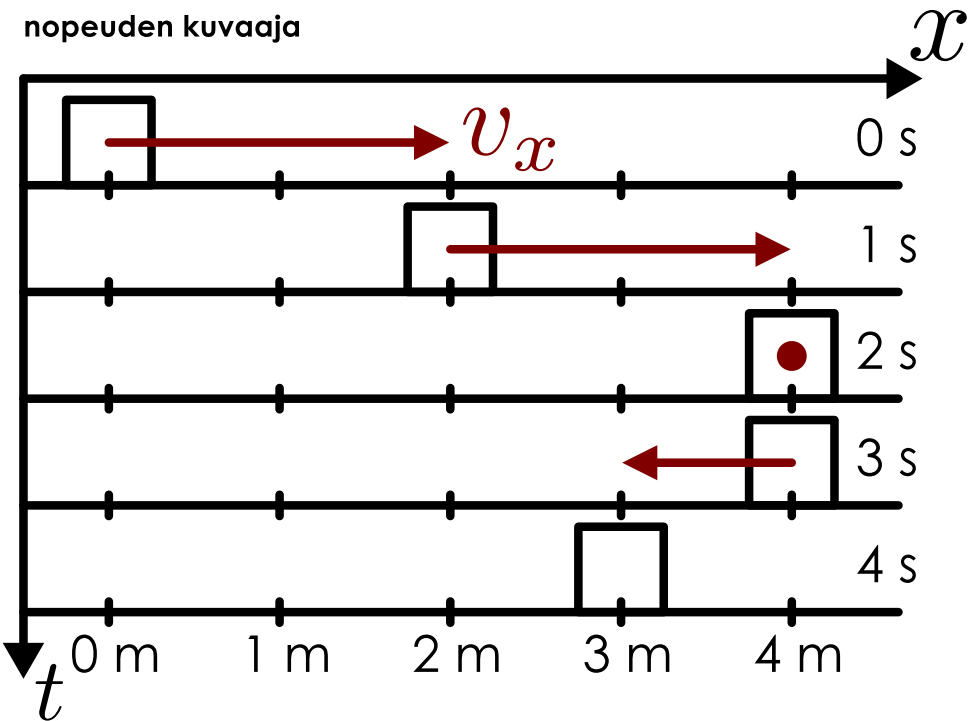 nopeuden kuvaaja
x
v_x
0 s
1 s
2 s
3 s
4 s
0 m 1 m 2 m 3 m 4 m
t